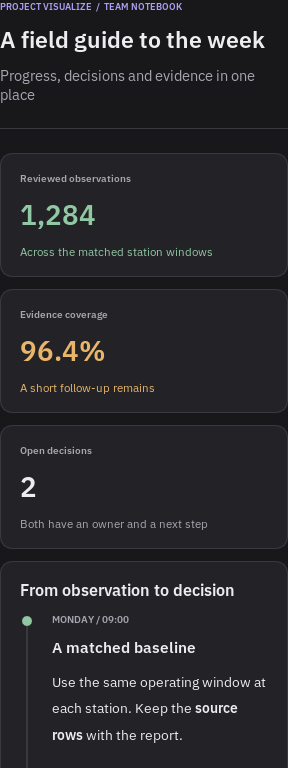 PROJECT VISUALIZE / TEAM NOTEBOOK
A field guide to the week
Progress, decisions and evidence in one
place
Reviewed observations
1,284
Across the matched station windows
Evidence coverage
96.4%
A short follow-up remains
Open decisions
2
Both have an owner and a next step
From observation to decision
MONDAY / 09:00
A matched baseline
Use the same operating window at
each station. Keep the source
rows with the report.